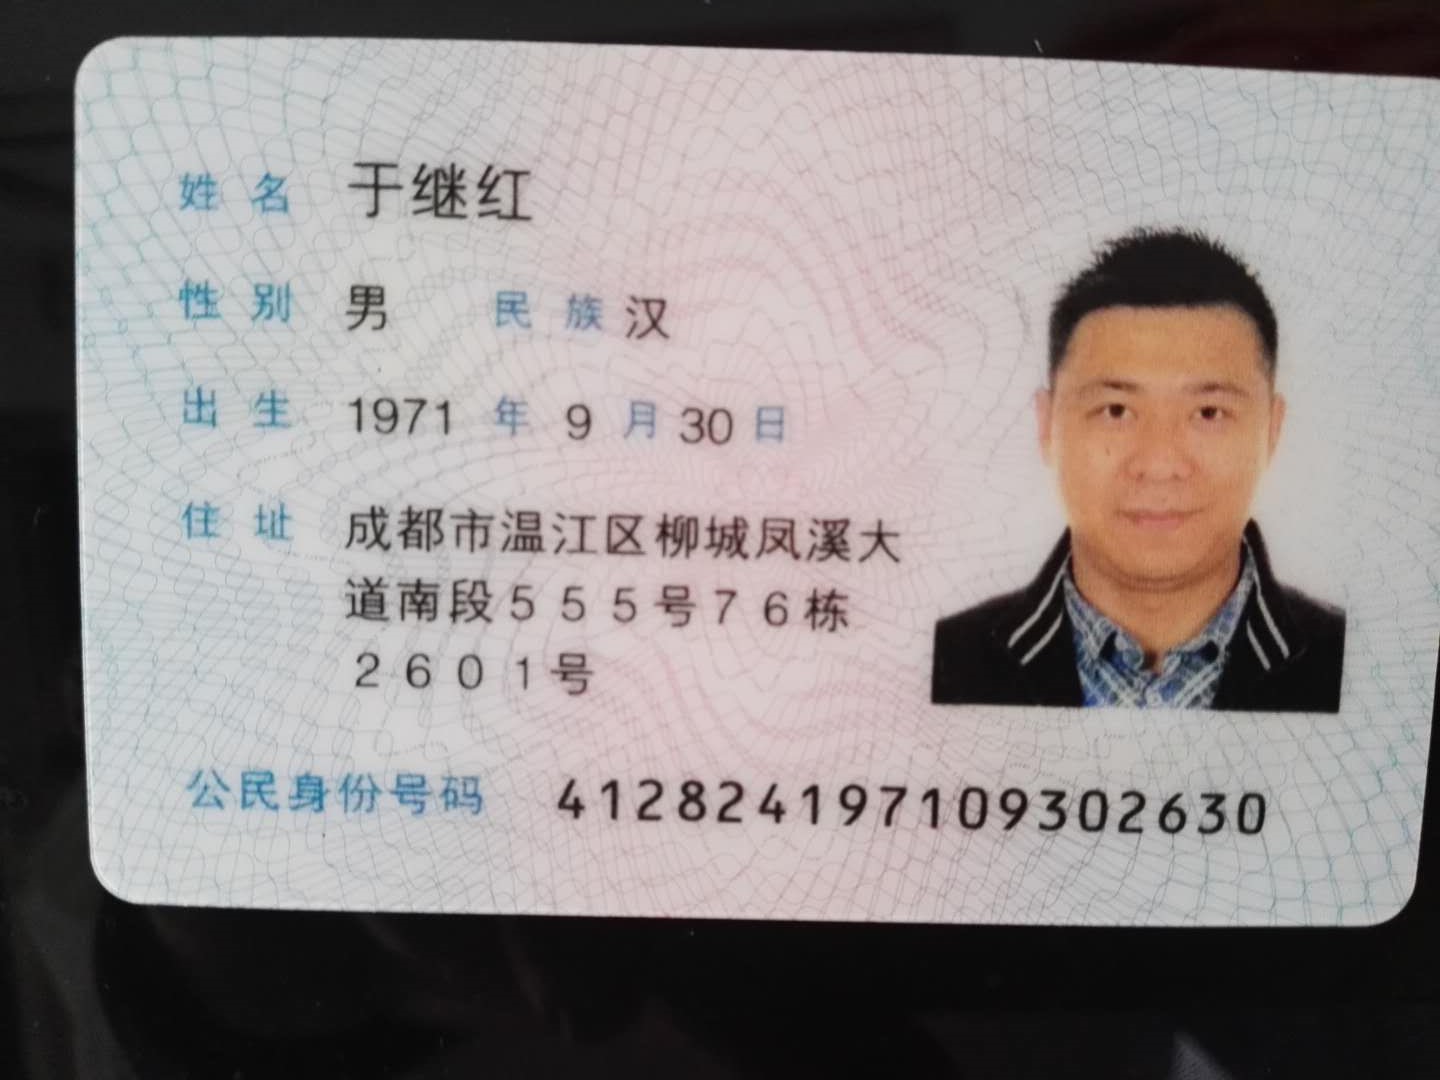 姓名 于继红
性别 男 民族 汉
出生 1971 年 9 月 30 日
住址 成都市温江区柳城凤溪大
道南段555号76栋
2601号
公民身份号码 412824197109302630